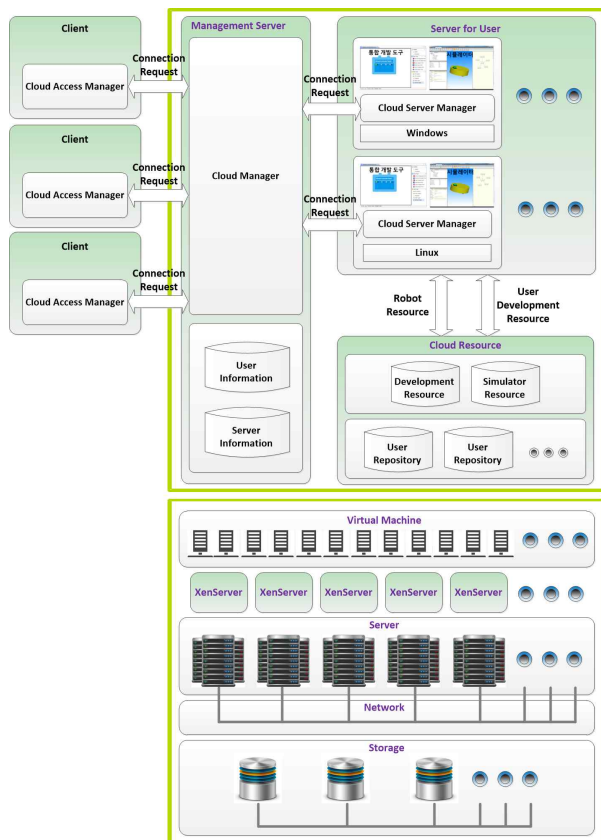 Client
Cloud Access Manager
Connection
Request
Client
Cloud Access Manager
Connection
Request
Client
Cloud Access Manager
Connection
Request
Management Server
Cloud Manager
User
Information
Server
Information
Connection
Request
Connection
Request
Server for User
통합 개발 도구
시뮬레이터
Cloud Server Manager
Windows
통합 개발 도구
시뮬레이터
Cloud Server Manager
Linux
Robot
Resource
User
Development
Resource
Cloud Resource
Development
Resource
Simulator
Resource
User
Repository
User
Repository
Virtual Machine
XenServer
XenServer
XenServer
XenServer
XenServer
Server
Network
Storage